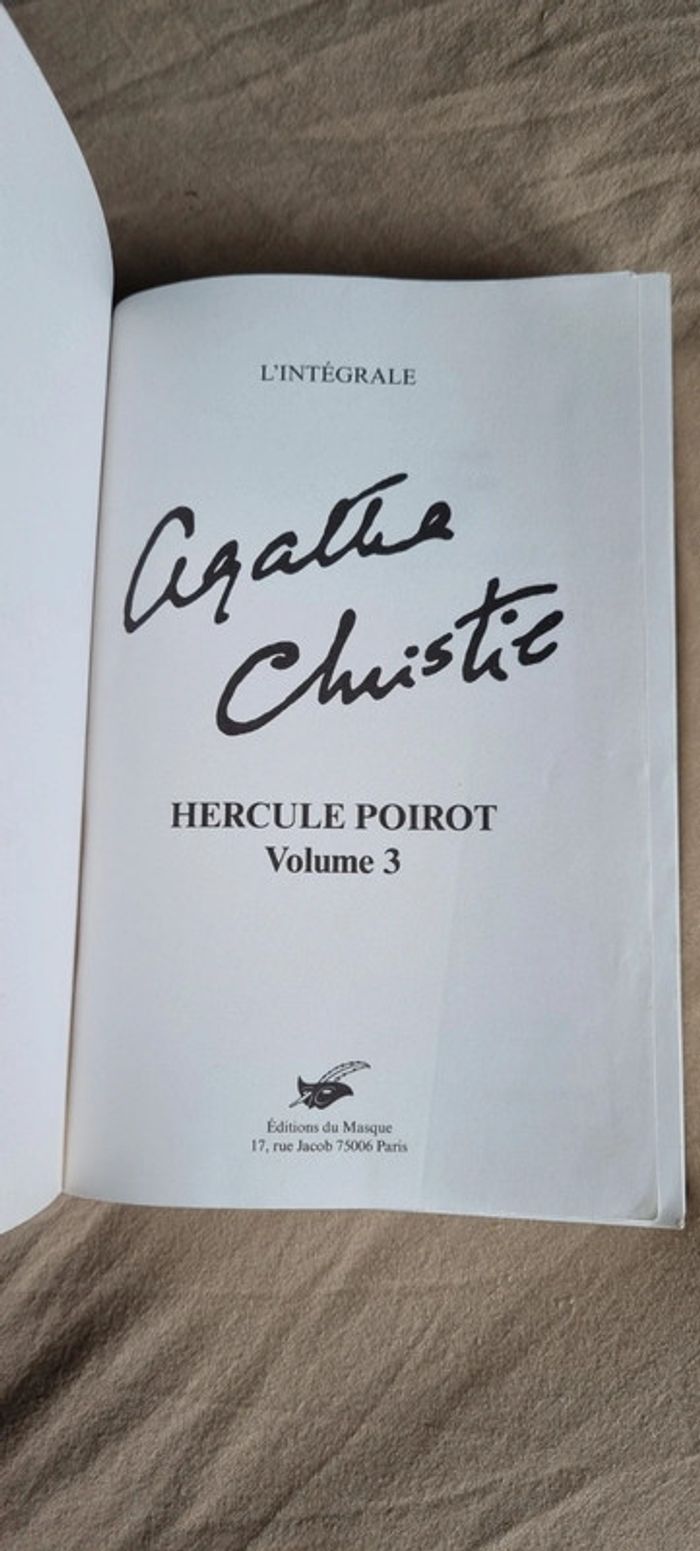 L'INTÉGRALE
Agatha
Christie
HERCULE POIROT
Volume 3
Éditions du Masque
17, rue Jacob 75006 Paris